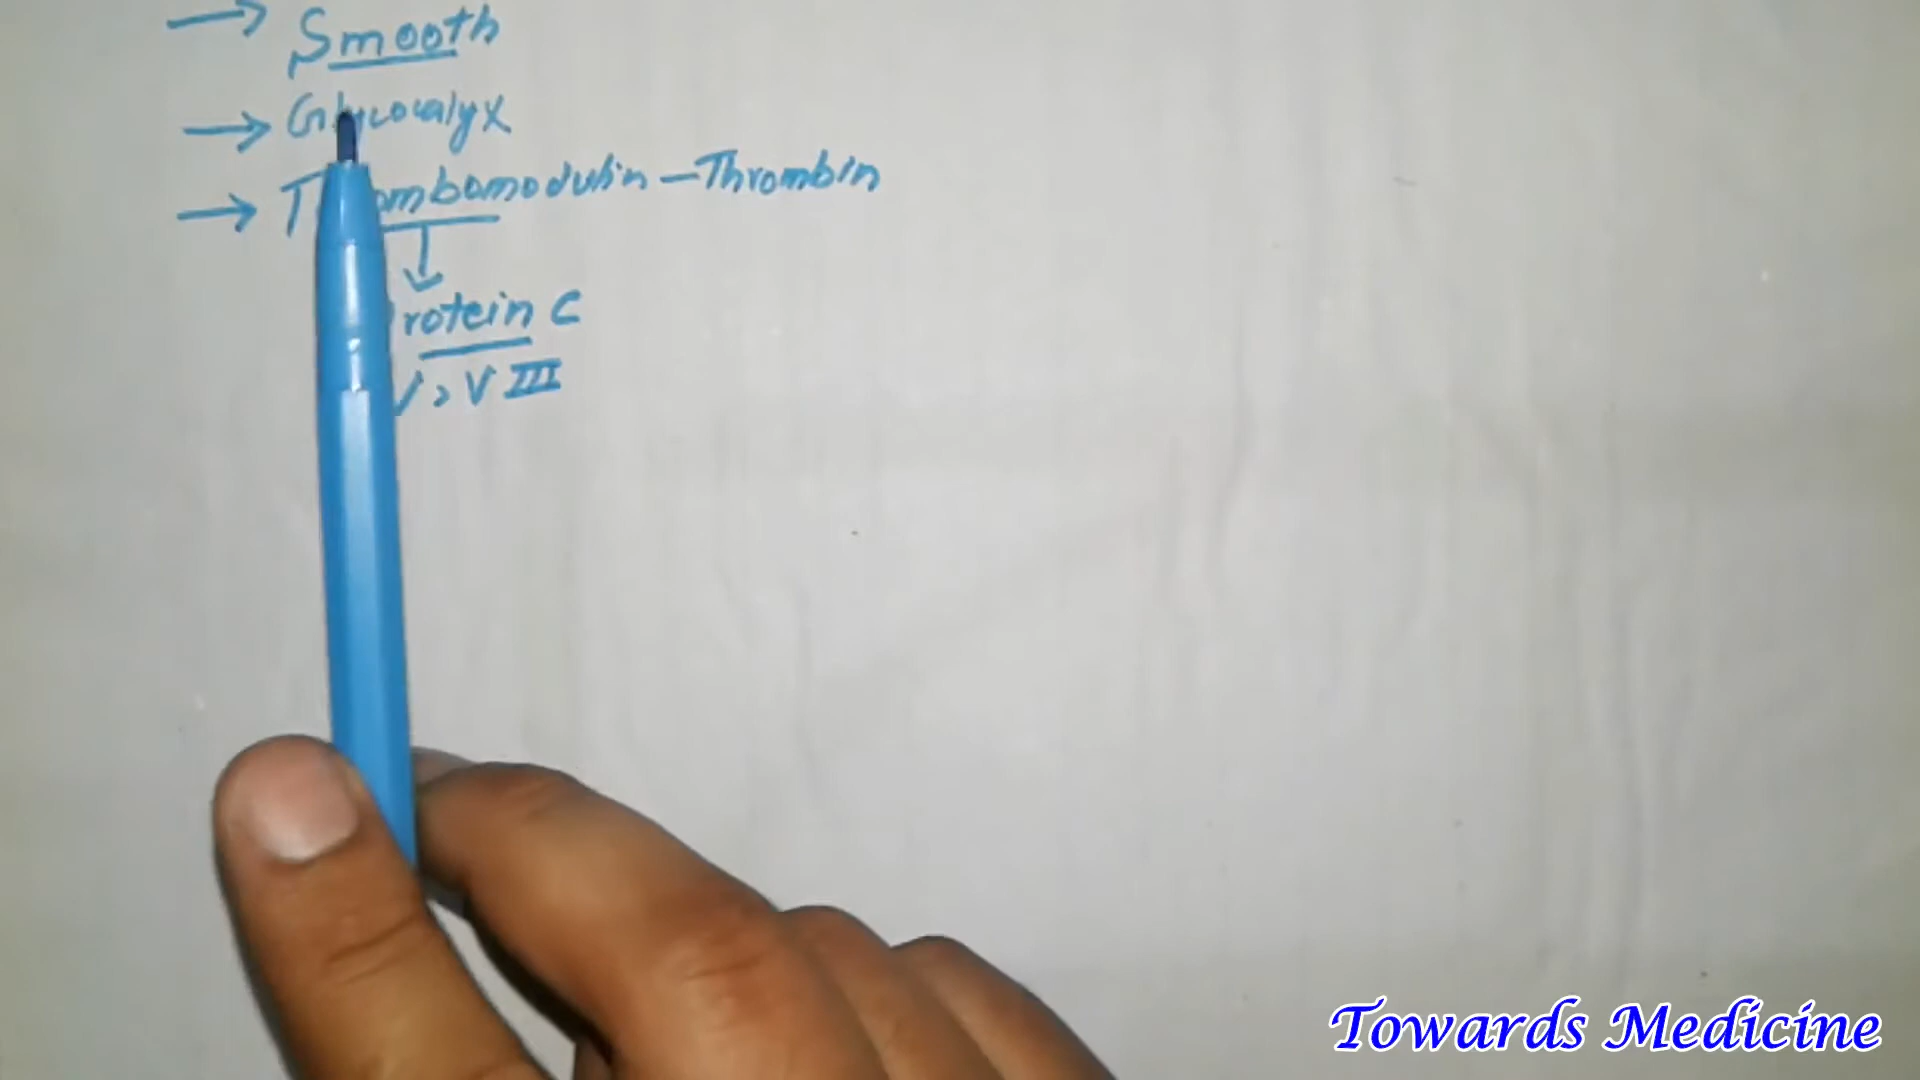 → Smooth
→ Glycocalyx
→ Thrombomodulin – Thrombin
↓
Protein C
V, VIII
Towards Medicine